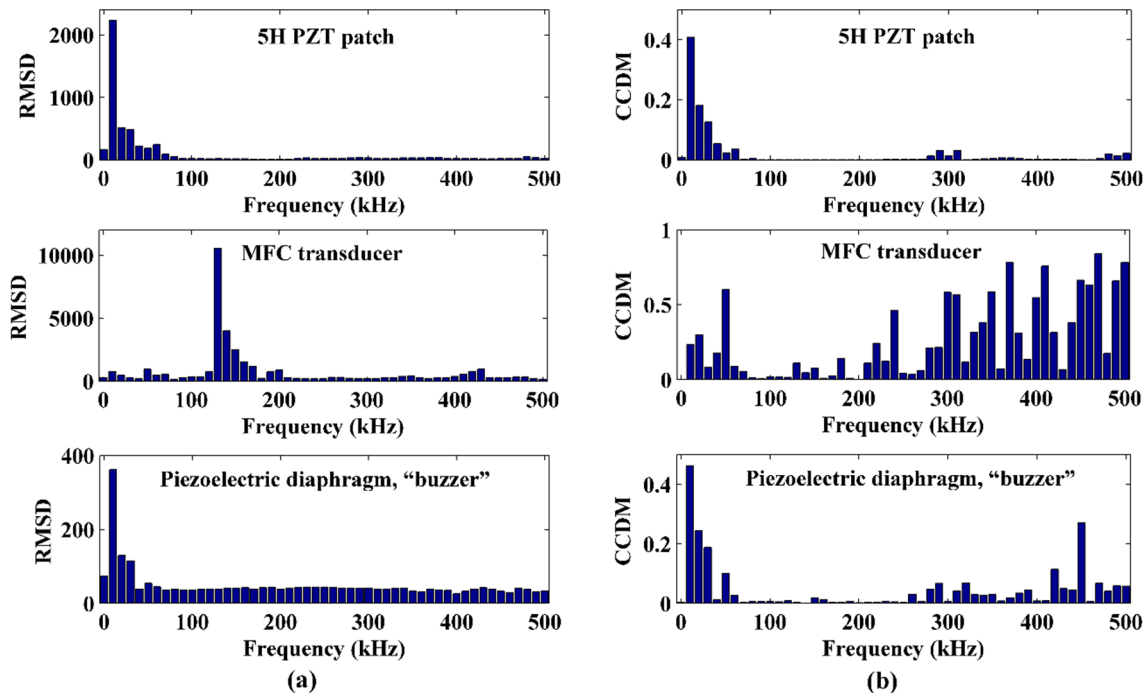 5H PZT patch
RMSD
2000
1000
0
0 100 200 300 400 500
Frequency (kHz)
MFC transducer
RMSD
10000
5000
0
0 100 200 300 400 500
Frequency (kHz)
Piezoelectric diaphragm, “buzzer”
RMSD
400
200
0
0 100 200 300 400 500
Frequency (kHz)
(a)
5H PZT patch
CCDM
0.4
0.2
0
0 100 200 300 400 500
Frequency (kHz)
MFC transducer
CCDM
1
0.5
0
0 100 200 300 400 500
Frequency (kHz)
Piezoelectric diaphragm, “buzzer”
CCDM
0.4
0.2
0
0 100 200 300 400 500
Frequency (kHz)
(b)